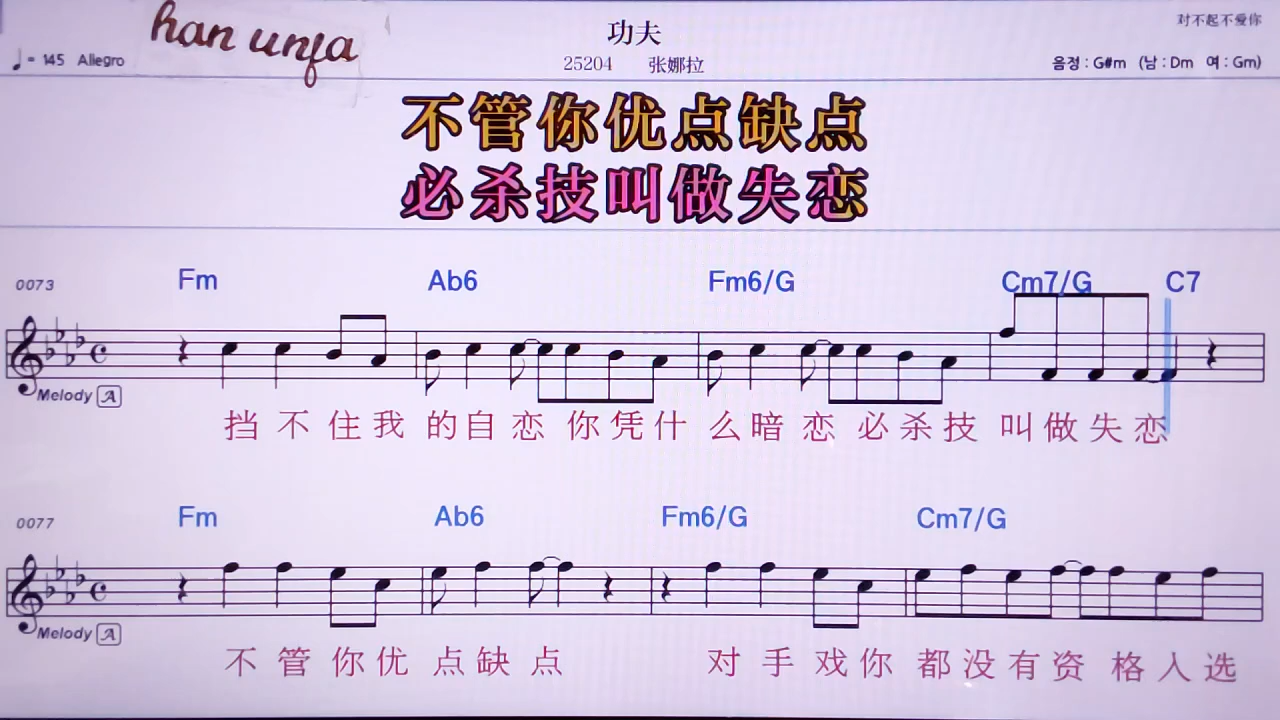 han unja
功夫
对不起不爱你
♩= 145 Allegro
25204 张娜拉
음정 : G#m (남 : Dm 여 : Gm)
不管你优点缺点
必杀技叫做失恋
0073 Fm Ab6 Fm6/G Cm7/G C7
Melody A
挡不住我的自恋你凭什么暗恋必杀技叫做失恋
0077 Fm Ab6 Fm6/G Cm7/G
Melody A
不管你优点缺点 对手戏你都没有资格人选